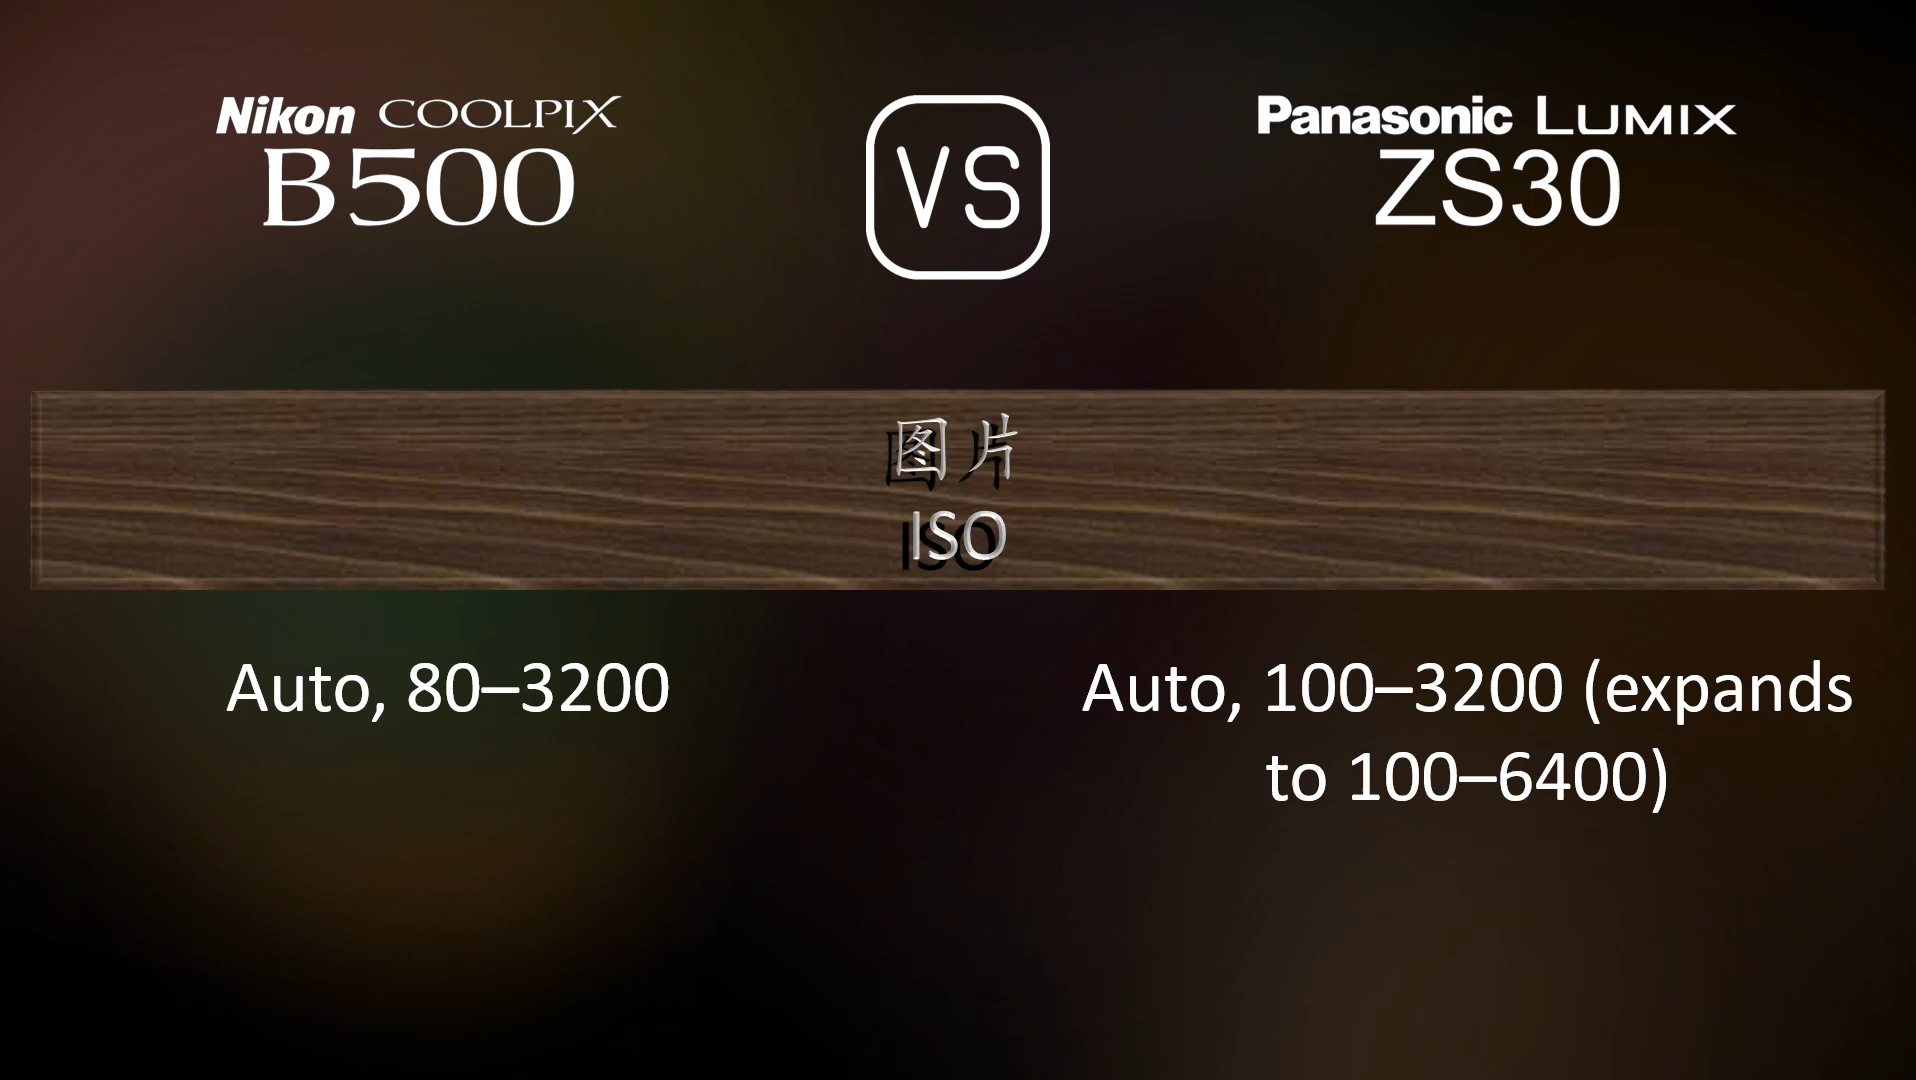 Nikon COOLPIX
B500
VS
Panasonic LUMIX
ZS30
图片
ISO
Auto, 80–3200
Auto, 100–3200 (expands
to 100–6400)